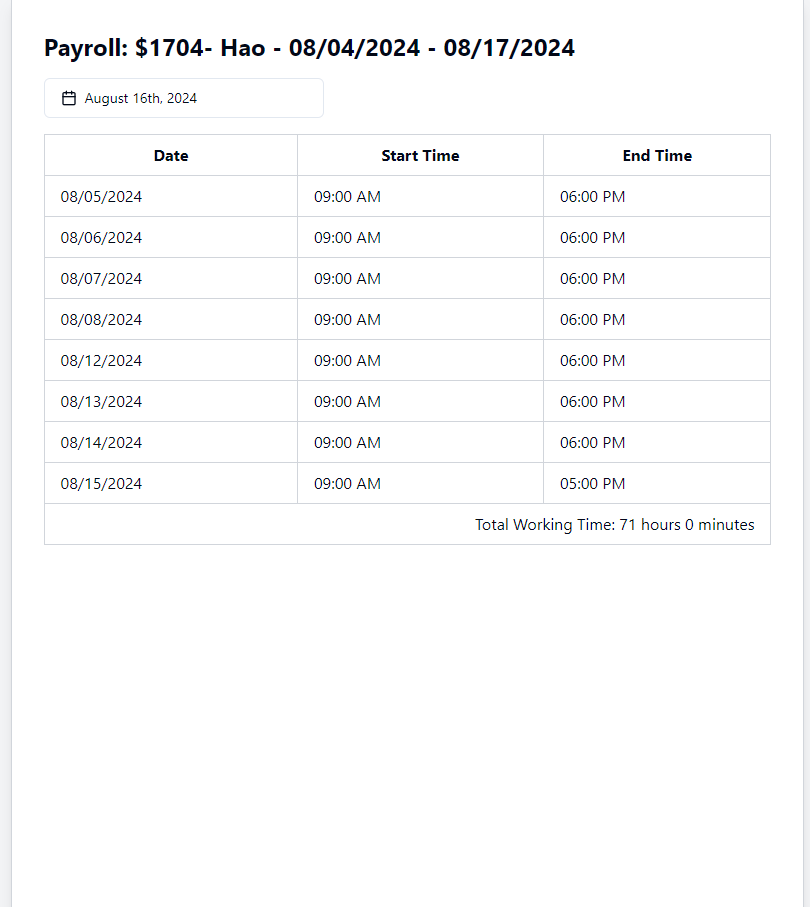 Payroll: $1704- Hao - 08/04/2024 - 08/17/2024
August 16th, 2024
Date Start Time End Time
08/05/2024 09:00 AM 06:00 PM
08/06/2024 09:00 AM 06:00 PM
08/07/2024 09:00 AM 06:00 PM
08/08/2024 09:00 AM 06:00 PM
08/12/2024 09:00 AM 06:00 PM
08/13/2024 09:00 AM 06:00 PM
08/14/2024 09:00 AM 06:00 PM
08/15/2024 09:00 AM 05:00 PM
Total Working Time: 71 hours 0 minutes